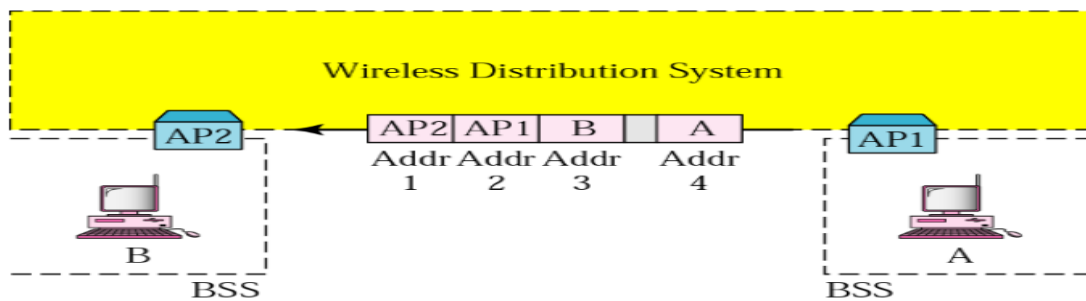 Wireless Distribution System
AP2
AP2 AP1 B A
AP1
Addr Addr Addr Addr
1 2 3 4
B
A
BSS
BSS